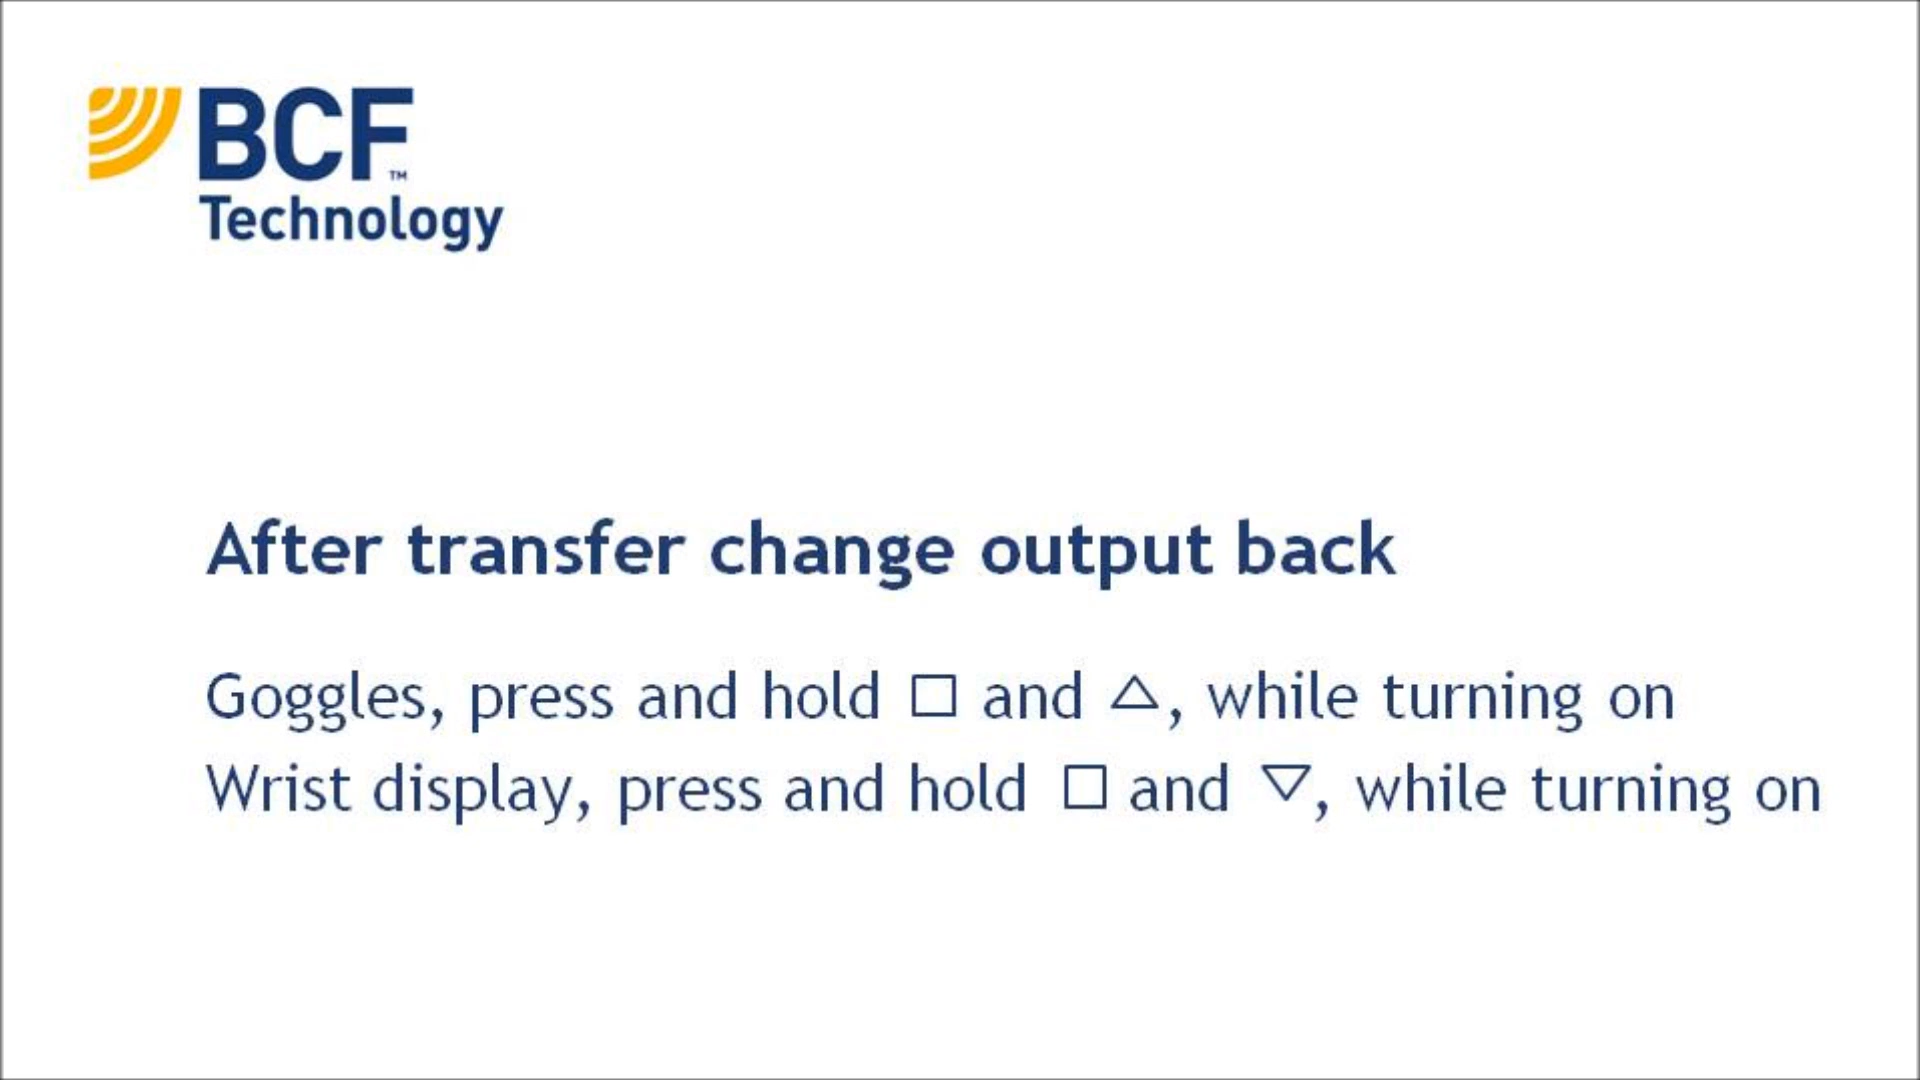 BCF™
Technology
After transfer change output back
Goggles, press and hold □ and △, while turning on
Wrist display, press and hold □ and ▽, while turning on